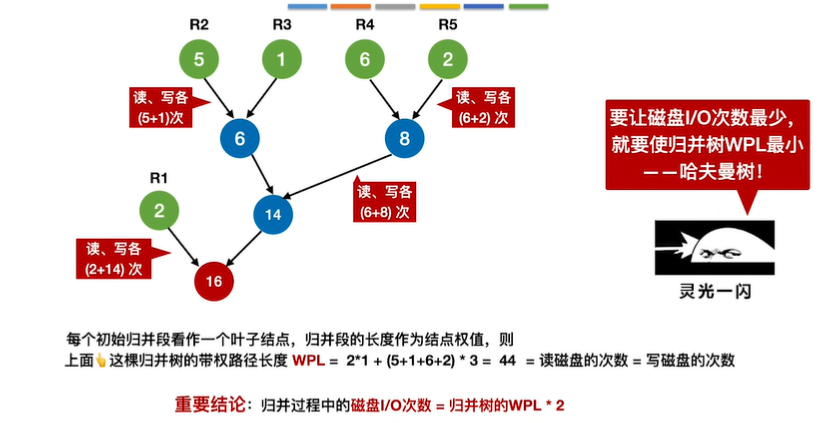 R2 R3 R4 R5
5 1 6 2
读、写各
(5+1)次
读、写各
(6+2) 次
6 8
要让磁盘I/O次数最少，
就要使归并树WPL最小
——哈夫曼树！
R1
2
14
读、写各
(6+8) 次
读、写各
(2+14) 次
16
灵光一闪
每个初始归并段看作一个叶子结点，归并段的长度作为结点权值，则
上面👆这棵归并树的带权路径长度 WPL = 2*1 + (5+1+6+2) * 3 = 44 = 读磁盘的次数 = 写磁盘的次数
重要结论：归并过程中的磁盘I/O次数 = 归并树的WPL * 2